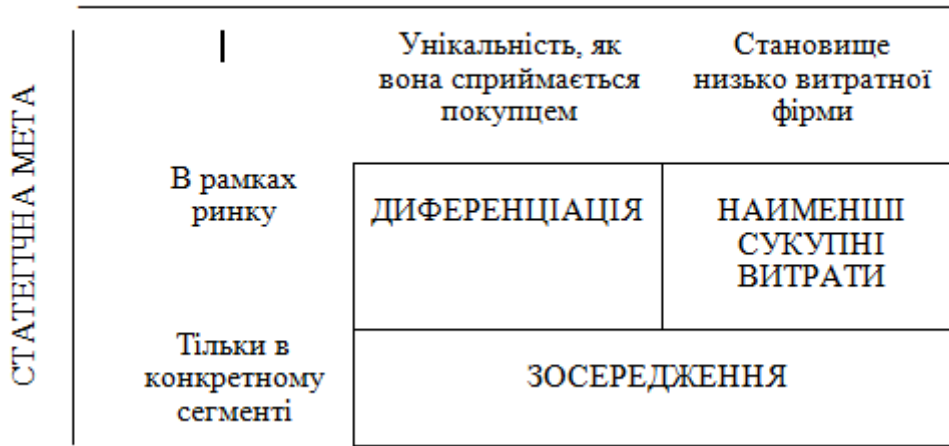 СТАТЕГІЧНА МЕТА
Унікальність, як
вона сприймається
покупцем
Становище
низько витратної
фірми
В рамках
ринку
ДИФЕРЕНЦІАЦІЯ
НАИМЕНШІ
СУКУПНІ
ВИТРАТИ
Тільки в
конкретному
сегменті
ЗОСЕРЕДЖЕННЯ